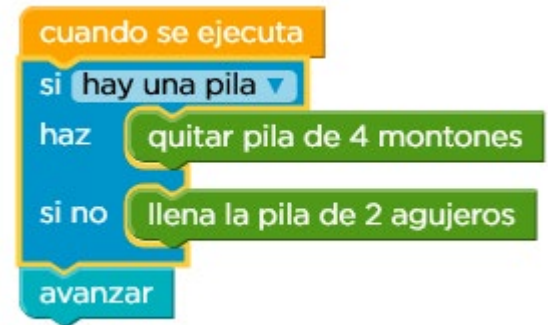 cuando se ejecuta
si hay una pila
haz quitar pila de 4 montones
si no llena la pila de 2 agujeros
avanzar